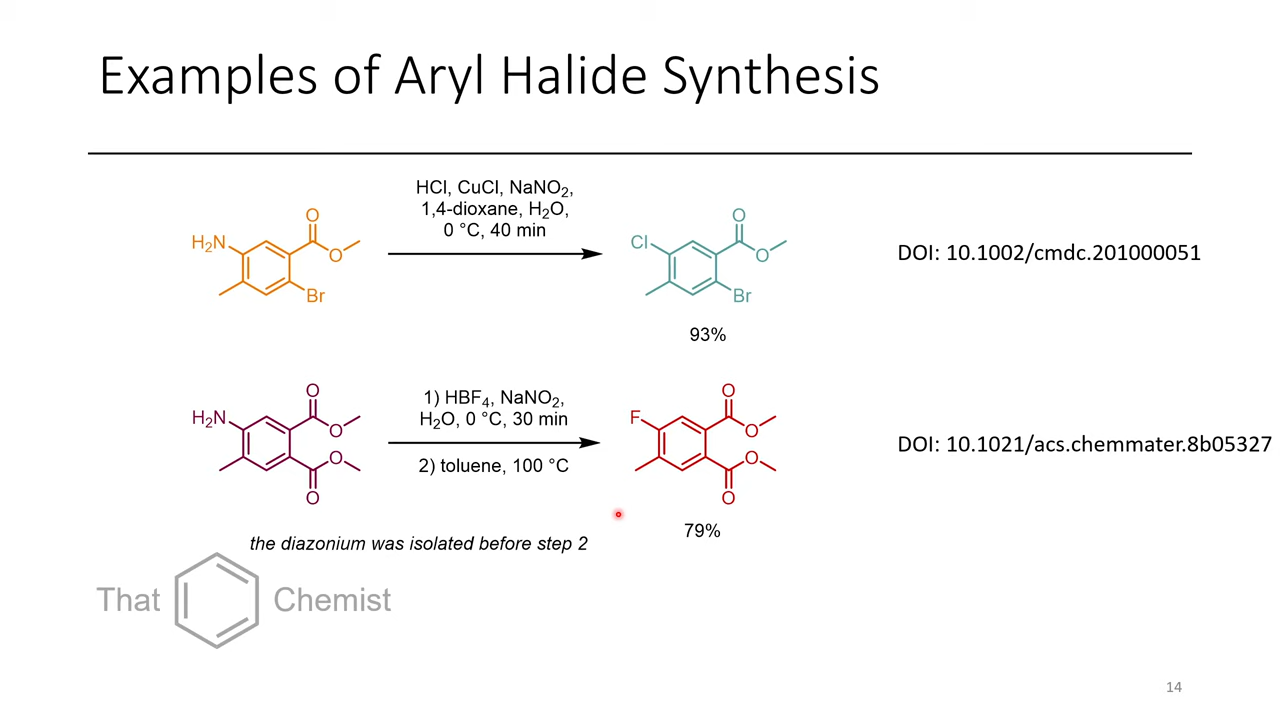 Examples of Aryl Halide Synthesis
HCl, CuCl, NaNO₂,
1,4-dioxane, H₂O,
0 °C, 40 min
H₂N
O
O
Br
Cl
O
O
Br
93%
DOI: 10.1002/cmdc.201000051
1) HBF₄, NaNO₂,
H₂O, 0 °C, 30 min
2) toluene, 100 °C
H₂N
O
O
O
O
F
O
O
O
O
79%
DOI: 10.1021/acs.chemmater.8b05327
the diazonium was isolated before step 2
That Chemist
14